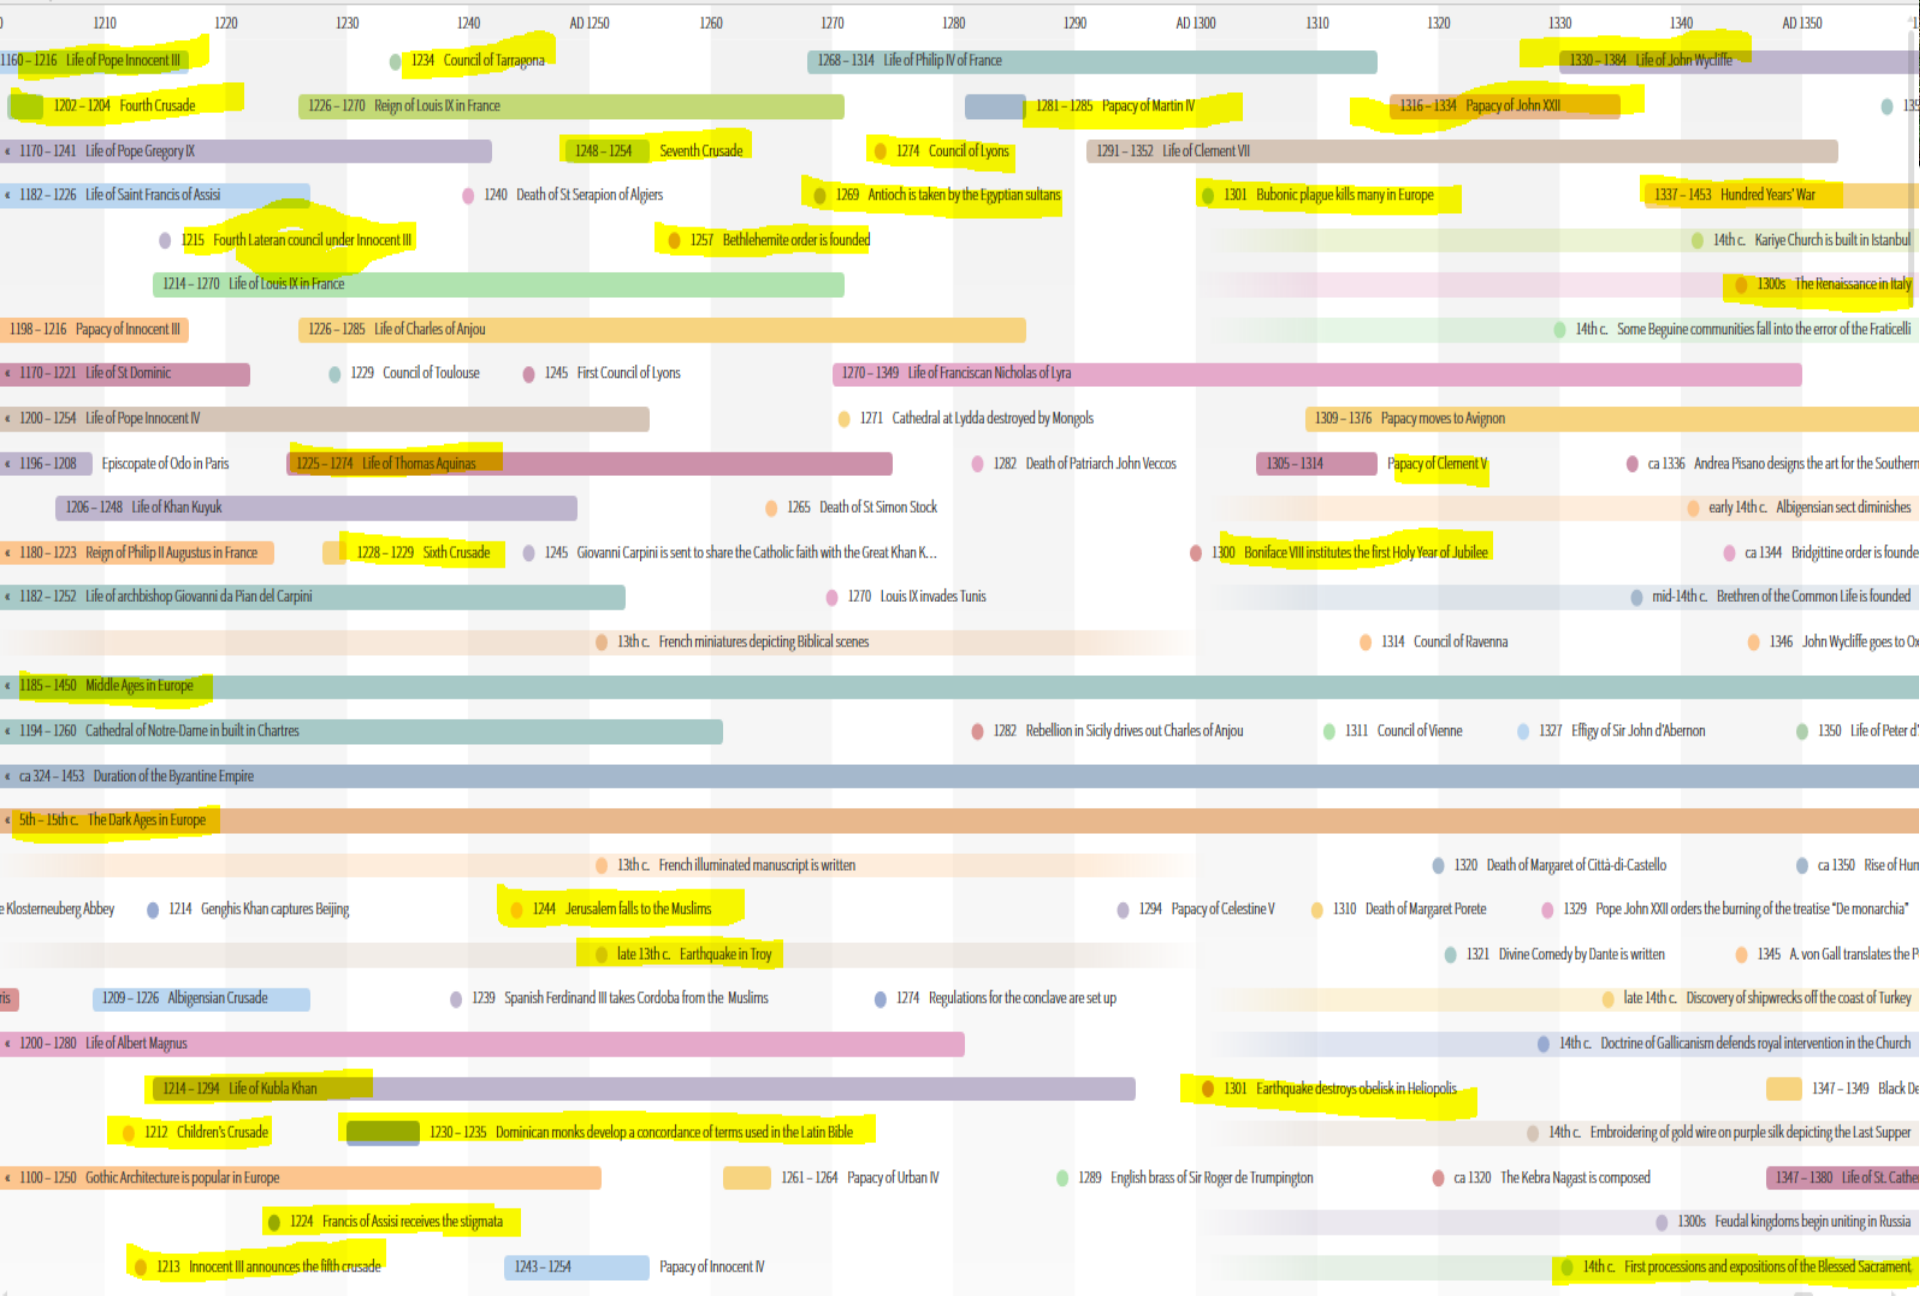 1210 1220 1230 1240 AD 1250 1260 1270 1280 1290 AD 1300 1310 1320 1330 1340 AD 1350
1160 – 1216 Life of Pope Innocent III 1234 Council of Tarragona 1268 – 1314 Life of Philip IV of France 1330 – 1384 Life of John Wycliffe
1202 – 1204 Fourth Crusade 1226 – 1270 Reign of Louis IX in France 1281 – 1285 Papacy of Martin IV 1316 – 1334 Papacy of John XXII
« 1170 – 1241 Life of Pope Gregory IX 1248 – 1254 Seventh Crusade 1274 Council of Lyons 1291 – 1352 Life of Clement VII
« 1182 – 1226 Life of Saint Francis of Assisi 1240 Death of St Serapion of Algiers 1269 Antioch is taken by the Egyptian sultans 1301 Bubonic plague kills many in Europe 1337 – 1453 Hundred Years' War
1215 Fourth Lateran council under Innocent III 1257 Bethlehemite order is founded 14th c. Kariye Church is built in Istanbul
1214 – 1270 Life of Louis IX in France 1300s The Renaissance in Italy
1198 – 1216 Papacy of Innocent III 1226 – 1285 Life of Charles of Anjou 14th c. Some Beguine communities fall into the error of the Fraticelli
« 1170 – 1221 Life of St Dominic 1229 Council of Toulouse 1245 First Council of Lyons 1270 – 1349 Life of Franciscan Nicholas of Lyra
« 1200 – 1254 Life of Pope Innocent IV 1271 Cathedral at Lydda destroyed by Mongols 1309 – 1376 Papacy moves to Avignon
« 1196 – 1208 Episcopate of Odo in Paris 1225 – 1274 Life of Thomas Aquinas 1282 Death of Patriarch John Veccos 1305 – 1314 Papacy of Clement V ca 1336 Andrea Pisano designs the art for the Southern
1206 – 1248 Life of Khan Kuyuk 1265 Death of St Simon Stock early 14th c. Albigensian sect diminishes
« 1180 – 1223 Reign of Philip II Augustus in France 1228 – 1229 Sixth Crusade 1245 Giovanni Carpini is sent to share the Catholic faith with the Great Khan K... 1300 Boniface VIII institutes the first Holy Year of Jubilee ca 1344 Bridgittine order is founde
« 1182 – 1252 Life of archbishop Giovanni da Pian del Carpini 1270 Louis IX invades Tunis mid-14th c. Brethren of the Common Life is founded
13th c. French miniatures depicting Biblical scenes 1314 Council of Ravenna 1346 John Wycliffe goes to Ox
« 1185 – 1450 Middle Ages in Europe
« 1194 – 1260 Cathedral of Notre-Dame in built in Chartres 1282 Rebellion in Sicily drives out Charles of Anjou 1311 Council of Vienne 1327 Effigy of Sir John d'Abernon 1350 Life of Peter d'
« ca 324 – 1453 Duration of the Byzantine Empire
« 5th – 15th c. The Dark Ages in Europe
13th c. French illuminated manuscript is written 1320 Death of Margaret of Città-di-Castello ca 1350 Rise of Hum
e Klosterneuberg Abbey 1214 Genghis Khan captures Beijing 1244 Jerusalem falls to the Muslims 1294 Papacy of Celestine V 1310 Death of Margaret Porete 1329 Pope John XXII orders the burning of the treatise "De monarchia"
late 13th c. Earthquake in Troy 1321 Divine Comedy by Dante is written 1345 A. von Gall translates the P
ris 1209 – 1226 Albigensian Crusade 1239 Spanish Ferdinand III takes Cordoba from the Muslims 1274 Regulations for the conclave are set up late 14th c. Discovery of shipwrecks off the coast of Turkey
« 1200 – 1280 Life of Albert Magnus 14th c. Doctrine of Gallicanism defends royal intervention in the Church
1214 – 1294 Life of Kubla Khan 1301 Earthquake destroys obelisk in Heliopolis 1347 – 1349 Black De
1212 Children's Crusade 1230 – 1235 Dominican monks develop a concordance of terms used in the Latin Bible 14th c. Embroidering of gold wire on purple silk depicting the Last Supper
« 1100 – 1250 Gothic Architecture is popular in Europe 1261 – 1264 Papacy of Urban IV 1289 English brass of Sir Roger de Trumpington ca 1320 The Kebra Nagast is composed 1347 – 1380 Life of St. Cathe
1224 Francis of Assisi receives the stigmata 1300s Feudal kingdoms begin uniting in Russia
1213 Innocent III announces the fifth crusade 1243 – 1254 Papacy of Innocent IV 14th c. First processions and expositions of the Blessed Sacrament